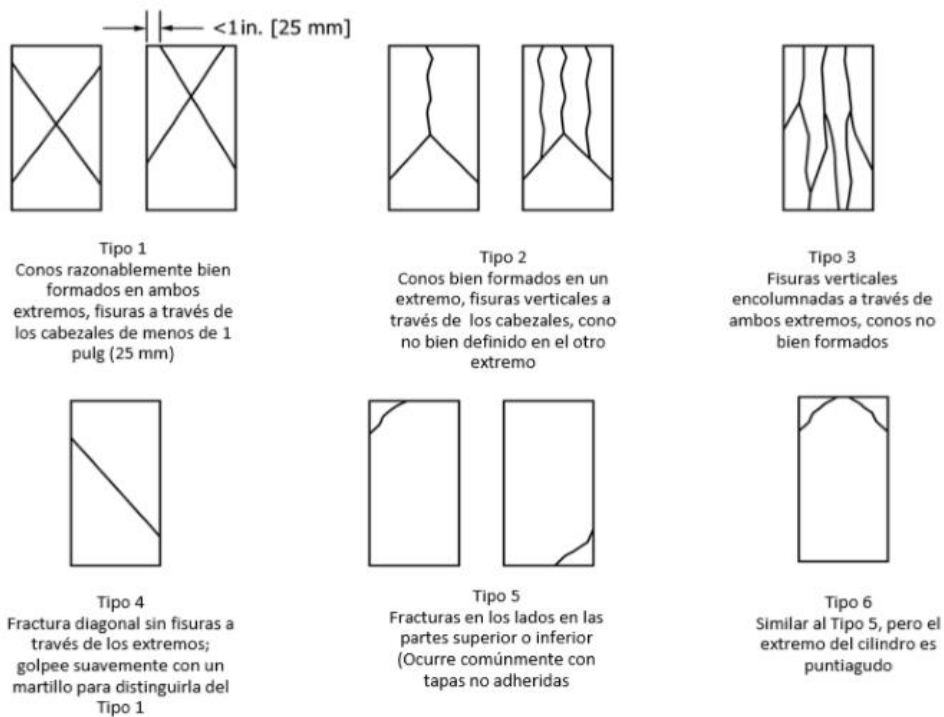 <1in. [25 mm]
Tipo 1
Conos razonablemente bien
formados en ambos
extremos, fisuras a través de
los cabezales de menos de 1
pulg (25 mm)
Tipo 2
Conos bien formados en un
extremo, fisuras verticales a
través de los cabezales, cono
no bien definido en el otro
extremo
Tipo 3
Fisuras verticales
encolumnadas a través de
ambos extremos, conos no
bien formados
Tipo 4
Fractura diagonal sin fisuras a
través de los extremos;
golpee suavemente con un
martillo para distinguirla del
Tipo 1
Tipo 5
Fracturas en los lados en las
partes superior o inferior
(Ocurre comúnmente con
tapas no adheridas
Tipo 6
Similar al Tipo 5, pero el
extremo del cilindro es
puntiagudo